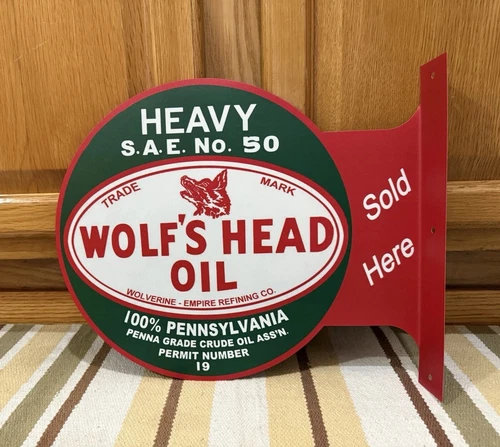 HEAVY
S.A.E. No. 50
TRADE MARK
WOLF'S HEAD
OIL
WOLVERINE - EMPIRE REFINING CO.
100% PENNSYLVANIA
PENNA GRADE CRUDE OIL ASS'N.
PERMIT NUMBER
19
Sold
Here